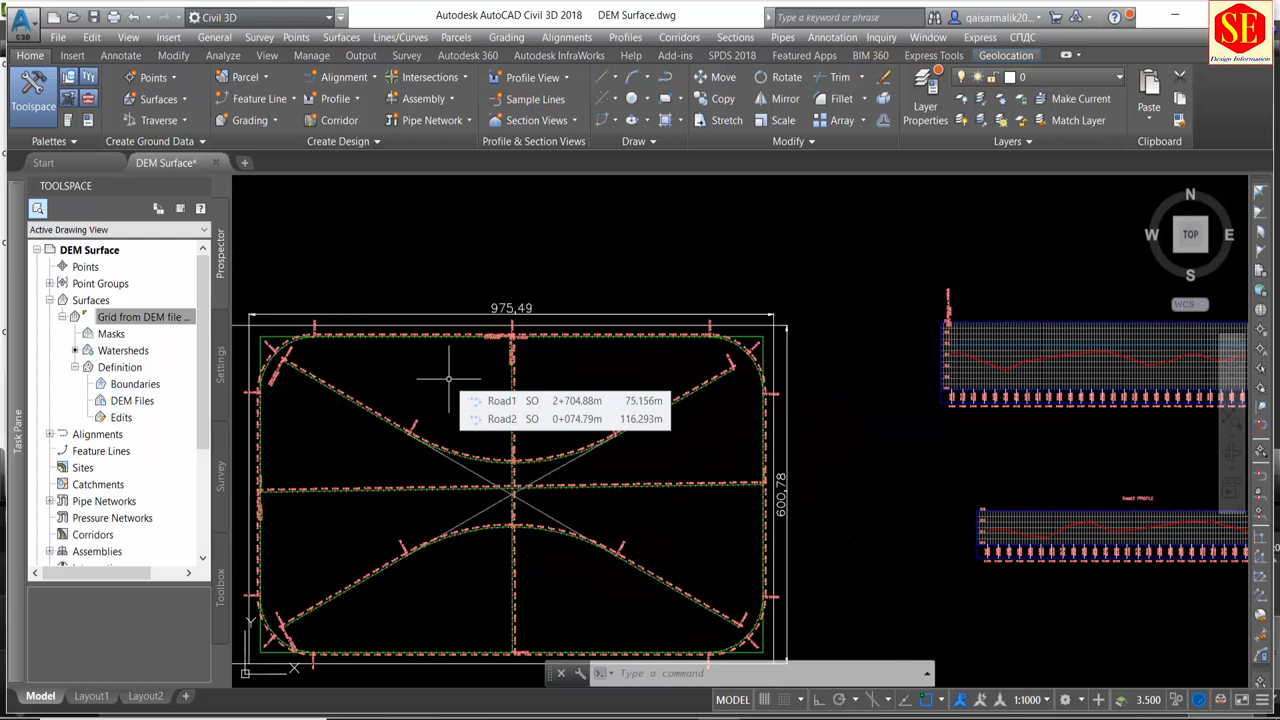 Civil 3D
Autodesk AutoCAD Civil 3D 2018 DEM Surface.dwg
Type a keyword or phrase
qaisarmalik20...
SE
Design Information
C3D
File Edit View Insert General Survey Points Surfaces Lines/Curves Parcels Grading Alignments Profiles Corridors Sections Pipes Annotation Inquiry Window Express СПДС
Home Insert Annotate Modify Analyze View Manage Output Survey Autodesk 360 Autodesk InfraWorks Help Add-ins SPDS 2018 Featured Apps BIM 360 Express Tools Geolocation
Toolspace
Points
Surfaces
Traverse
Parcel
Feature Line
Grading
Alignment
Profile
Corridor
Intersections
Assembly
Pipe Network
Profile View
Sample Lines
Section Views
Move
Copy
Stretch
Rotate
Mirror
Scale
Trim
Fillet
Array
Layer
Properties
0
Make Current
Match Layer
Paste
Palettes
Create Ground Data
Create Design
Profile & Section Views
Draw
Modify
Layers
Clipboard
Start
DEM Surface*
TOOLSPACE
Active Drawing View
DEM Surface
Points
Point Groups
Surfaces
Grid from DEM file ...
Masks
Watersheds
Definition
Boundaries
DEM Files
Edits
Alignments
Feature Lines
Sites
Catchments
Pipe Networks
Pressure Networks
Corridors
Assemblies
Prospector
Settings
Survey
Toolbox
Task Pane
975,49
600,78
Road1 SO 2+704.88m 75.156m
Road2 SO 0+074.79m 116.293m
N
W
TOP
E
S
WCS
Road3 PROFILE
Y
X
Type a command
Model Layout1 Layout2
MODEL
1:1000
3.500